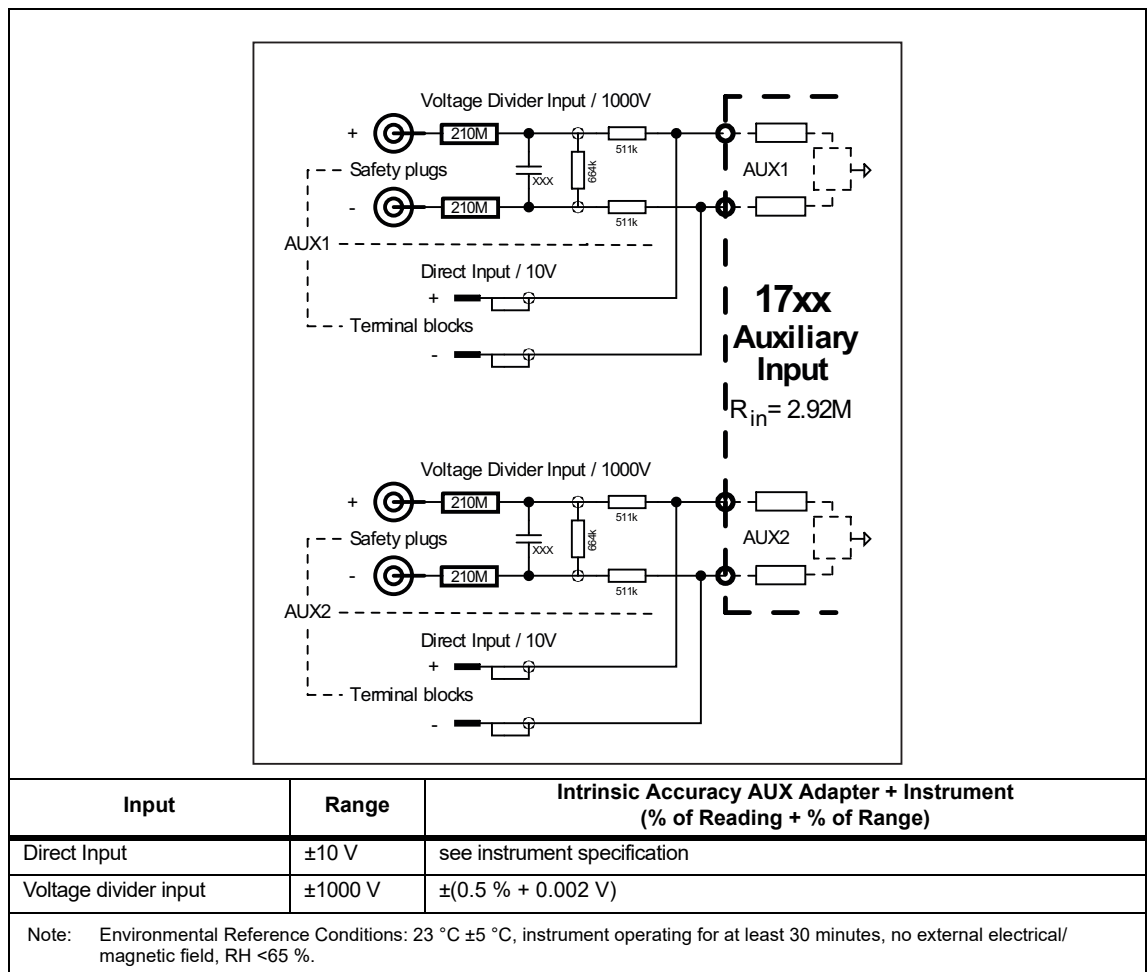 Voltage Divider Input / 1000V
+ 210M
511k
Safety plugs
XXX
664k
AUX1
- 210M
511k
AUX1
Direct Input / 10V
+
Terminal blocks
-
17xx
Auxiliary
Input
Rin= 2.92M
Voltage Divider Input / 1000V
+ 210M
511k
Safety plugs
XXX
664k
AUX2
- 210M
511k
AUX2
Direct Input / 10V
+
Terminal blocks
-
Input Range Intrinsic Accuracy AUX Adapter + Instrument
(% of Reading + % of Range)
Direct Input ±10 V see instrument specification
Voltage divider input ±1000 V ±(0.5 % + 0.002 V)
Note: Environmental Reference Conditions: 23 °C ±5 °C, instrument operating for at least 30 minutes, no external electrical/
magnetic field, RH <65 %.